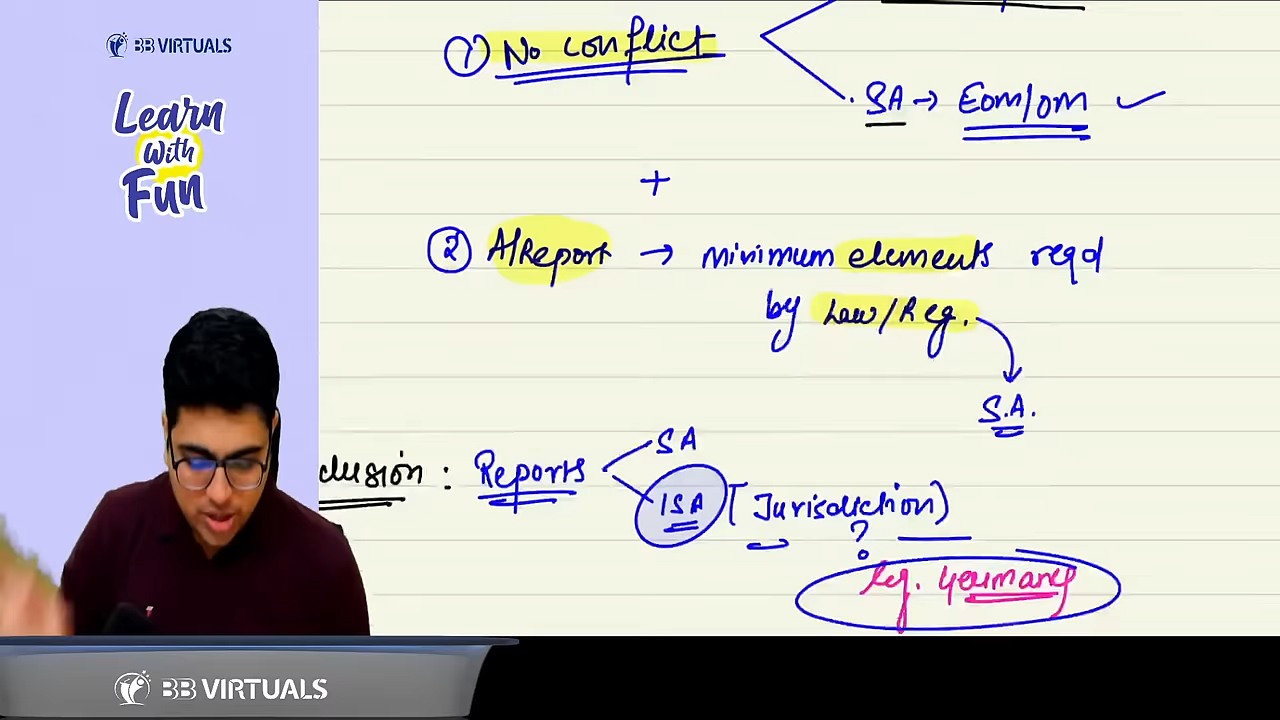 BB VIRTUALS
Learn
With
Fun
① No conflict
SA → EOM/OM ✓
+
② A/Report → minimum elements reqd
by Law/Reg.
S.A.
clusion : Reports
SA
ISA [Jurisdiction)
?
eg. Germany
BB VIRTUALS